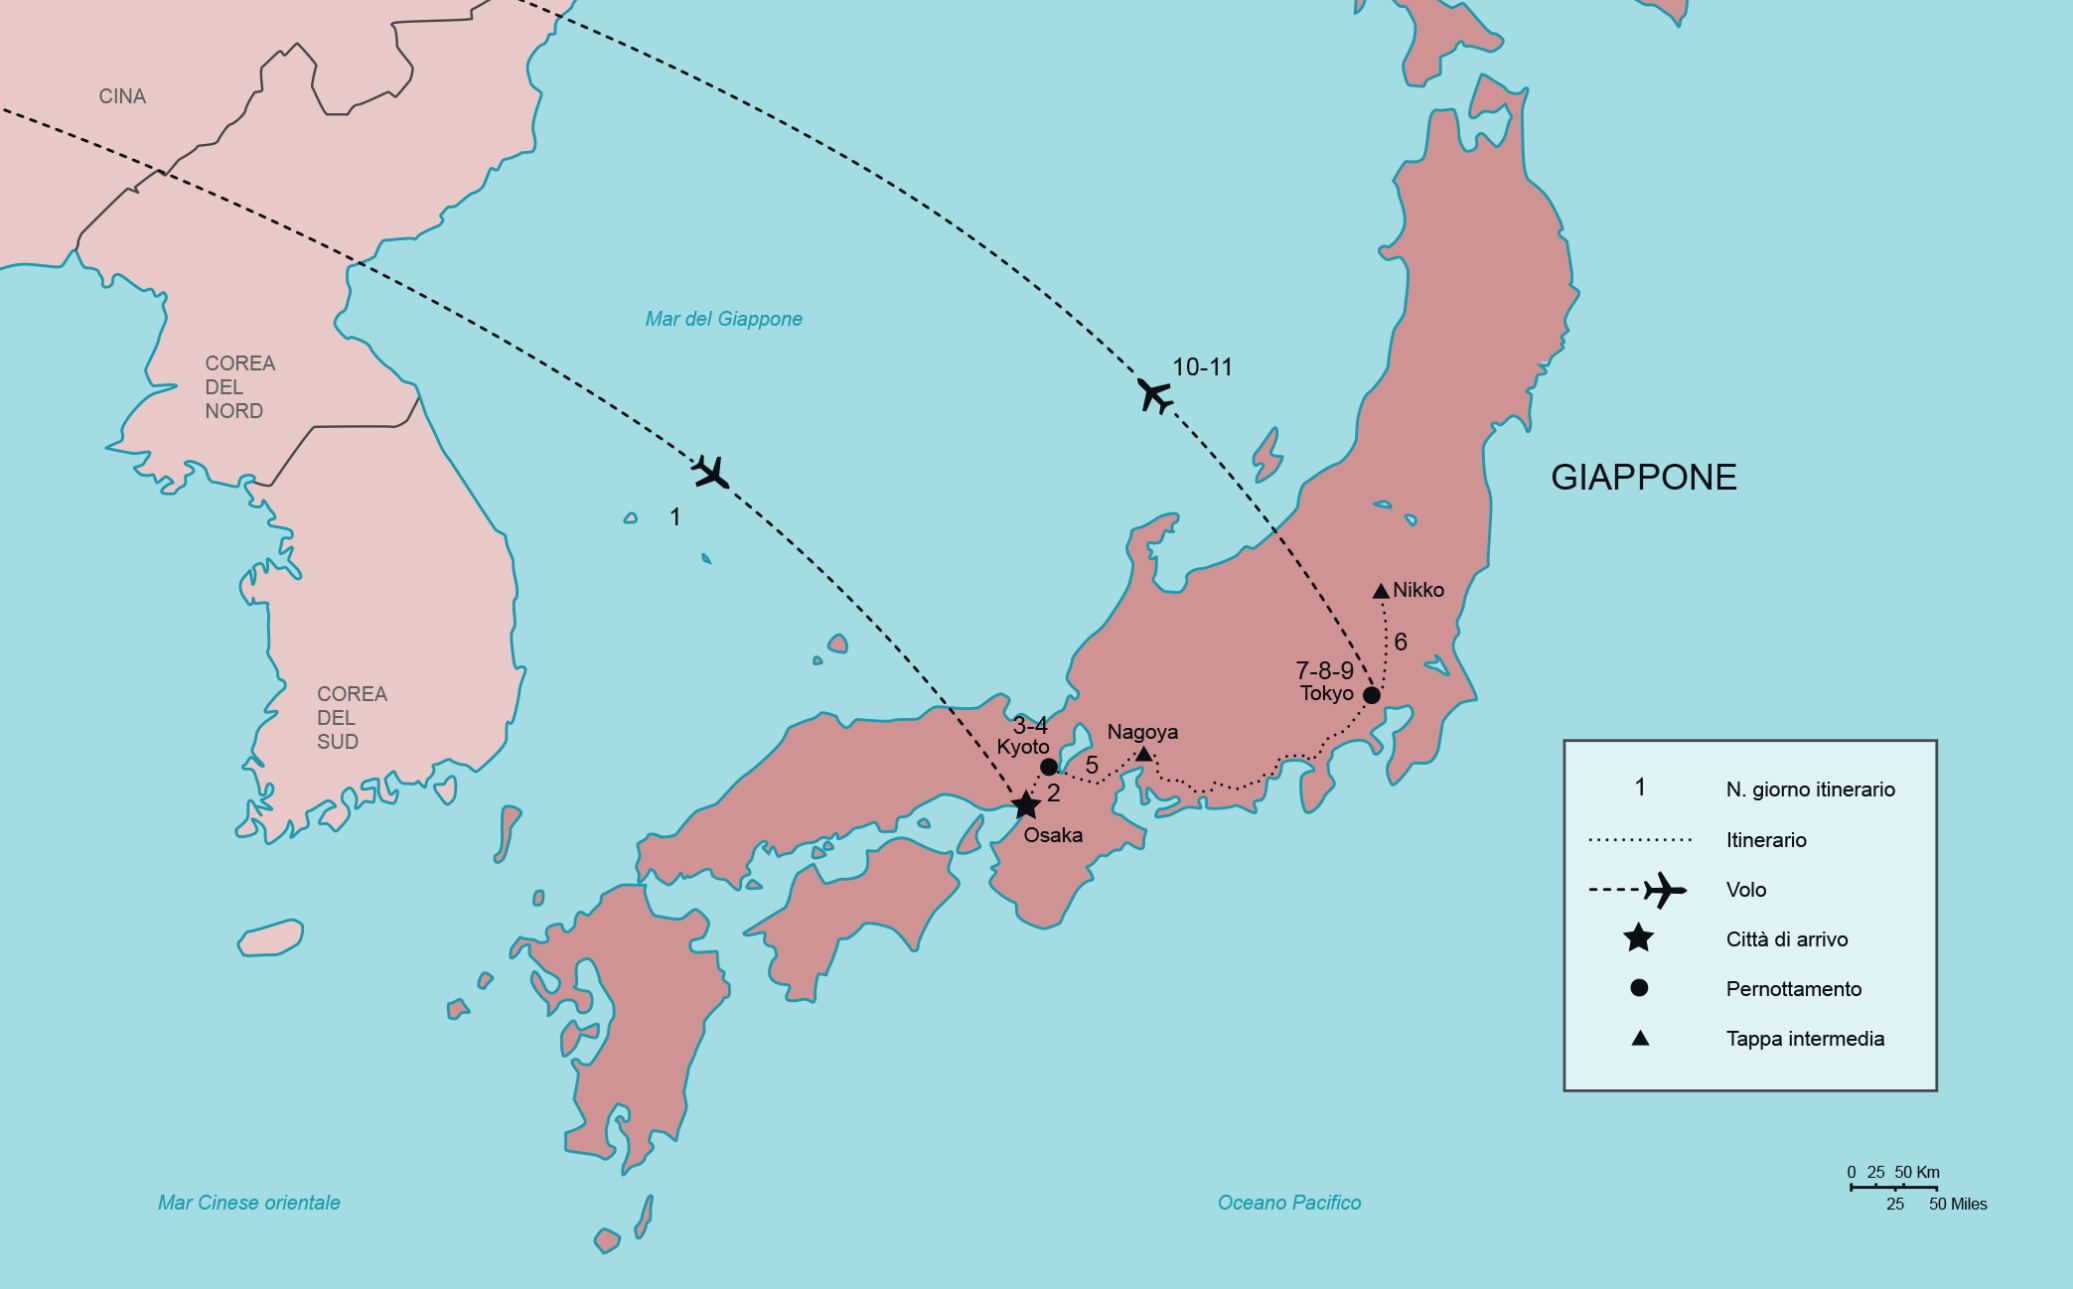 CINA
Mar del Giappone
10-11
COREA
DEL
NORD
GIAPPONE
1
Nikko
6
7-8-9
Tokyo
COREA
DEL
SUD
3-4
Kyoto
Nagoya
5
2
Osaka
1 N. giorno itinerario
Itinerario
Volo
Città di arrivo
Pernottamento
Tappa intermedia
0 25 50 Km
25 50 Miles
Mar Cinese orientale
Oceano Pacifico